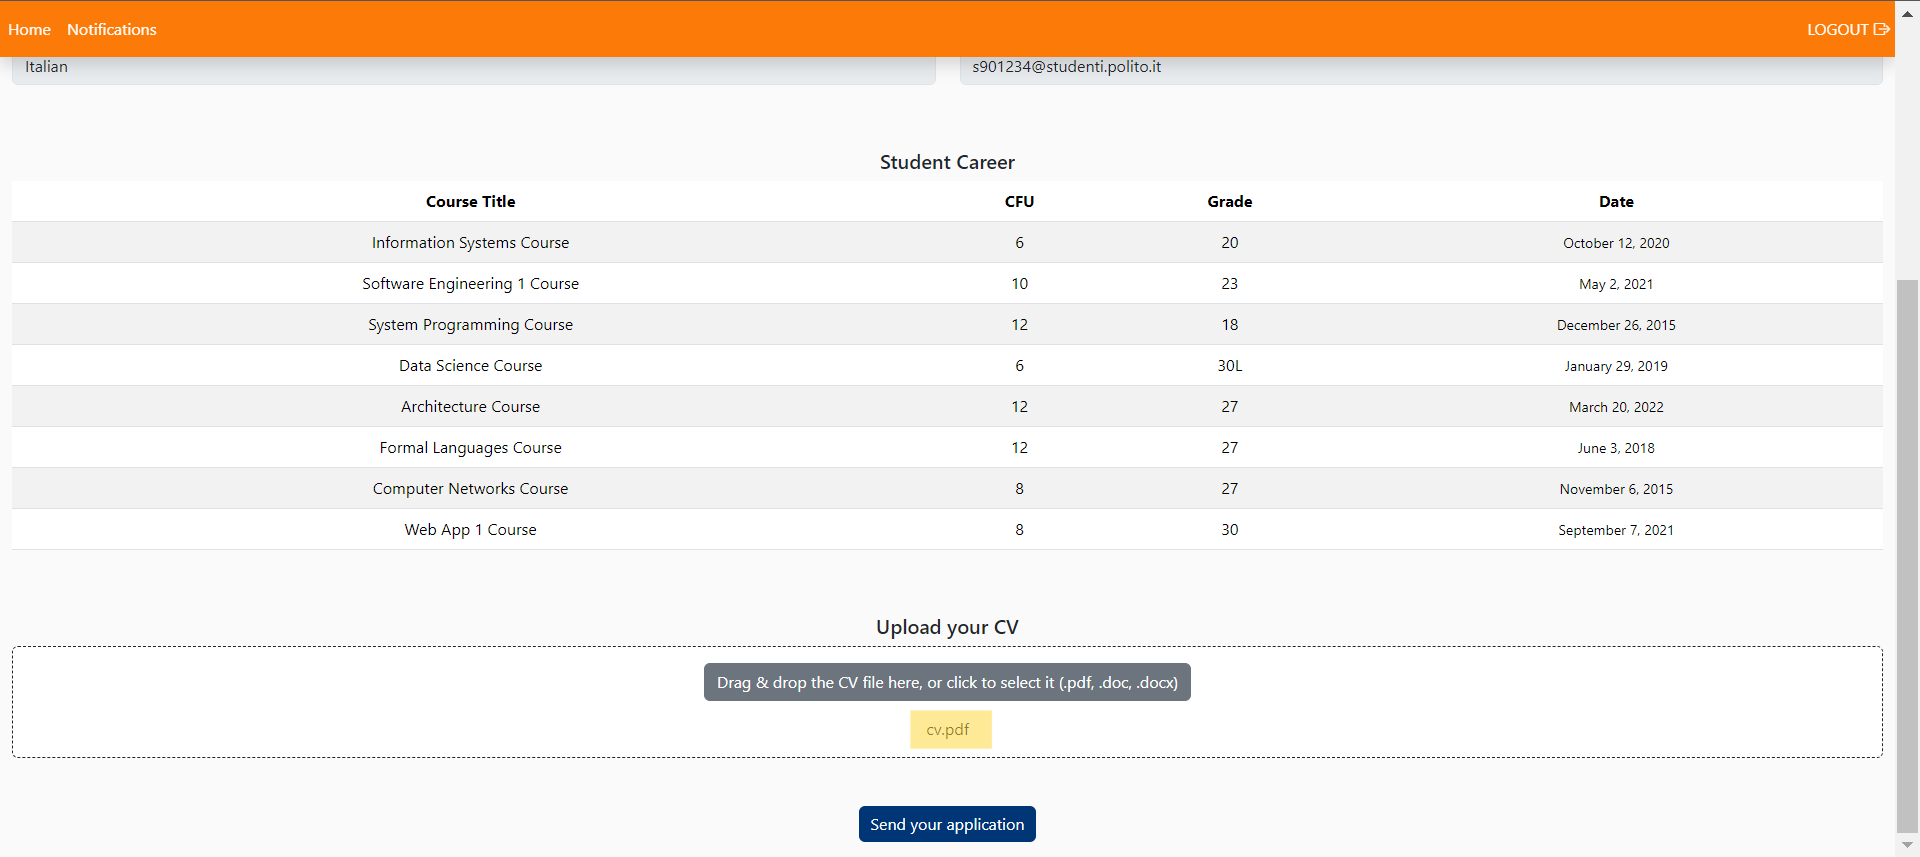 Home Notifications LOGOUT
Italian s901234@studenti.polito.it
Student Career
Course Title CFU Grade Date
Information Systems Course 6 20 October 12, 2020
Software Engineering 1 Course 10 23 May 2, 2021
System Programming Course 12 18 December 26, 2015
Data Science Course 6 30L January 29, 2019
Architecture Course 12 27 March 20, 2022
Formal Languages Course 12 27 June 3, 2018
Computer Networks Course 8 27 November 6, 2015
Web App 1 Course 8 30 September 7, 2021
Upload your CV
Drag & drop the CV file here, or click to select it (.pdf, .doc, .docx)
cv.pdf
Send your application